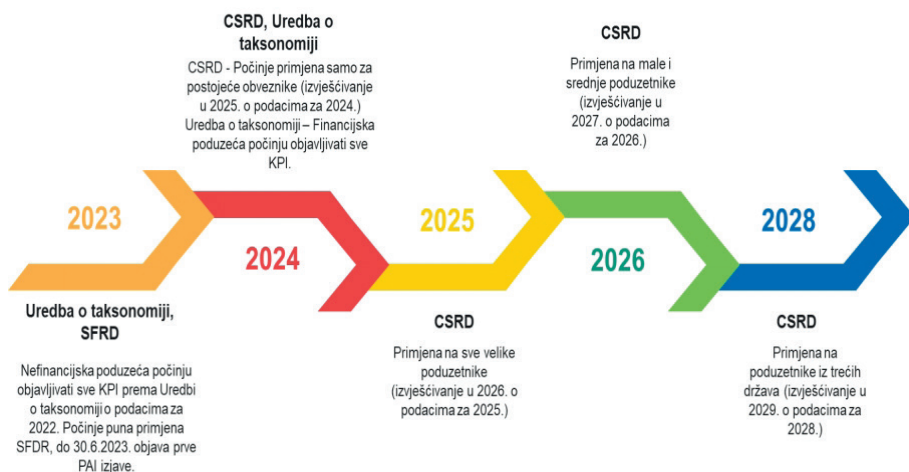 CSRD, Uredba o
taksonomiji
CSRD - Počinje primjena samo za
postojeće obveznike (izvješćivanje
u 2025. o podacima za 2024.)
Uredba o taksonomiji – Financijska
poduzeća počinju objavljivati sve
KPI.
CSRD
Primjena na male i
srednje poduzetnike
(izvješćivanje u
2027. o podacima
za 2026.)
2023
2024
2025
2026
2028
Uredba o taksonomiji,
SFRD
Nefinancijska poduzeća počinju
objavljivati sve KPI prema Uredbi
o taksonomiji o podacima za
2022. Počinje puna primjena
SFDR, do 30.6.2023. objava prve
PAI izjave.
CSRD
Primjena na sve velike
poduzetnike
(izvješćivanje u 2026. o
podacima za 2025.)
CSRD
Primjena na
poduzetnike iz trećih
država (izvješćivanje u
2029. o podacima za
2028.)